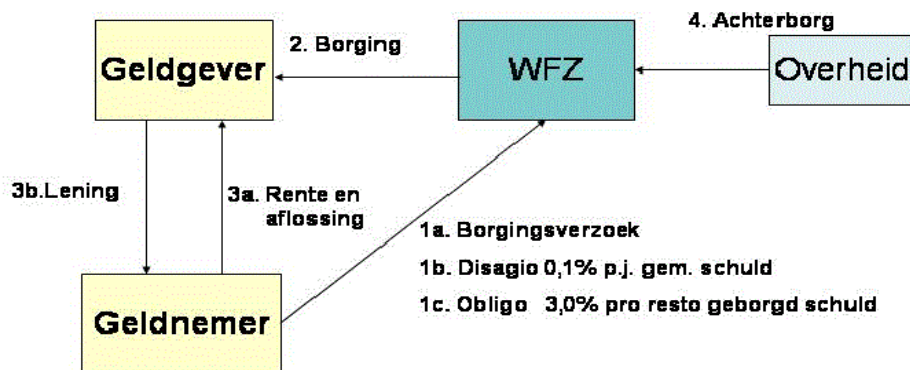 4. Achterborg
2. Borging
Geldgever
WFZ
Overheid
3b.Lening
3a. Rente en
aflossing
1a. Borgingsverzoek
1b. Disagio 0,1% p.j. gem. schuld
1c. Obligo 3,0% pro resto geborgd schuld
Geldnemer